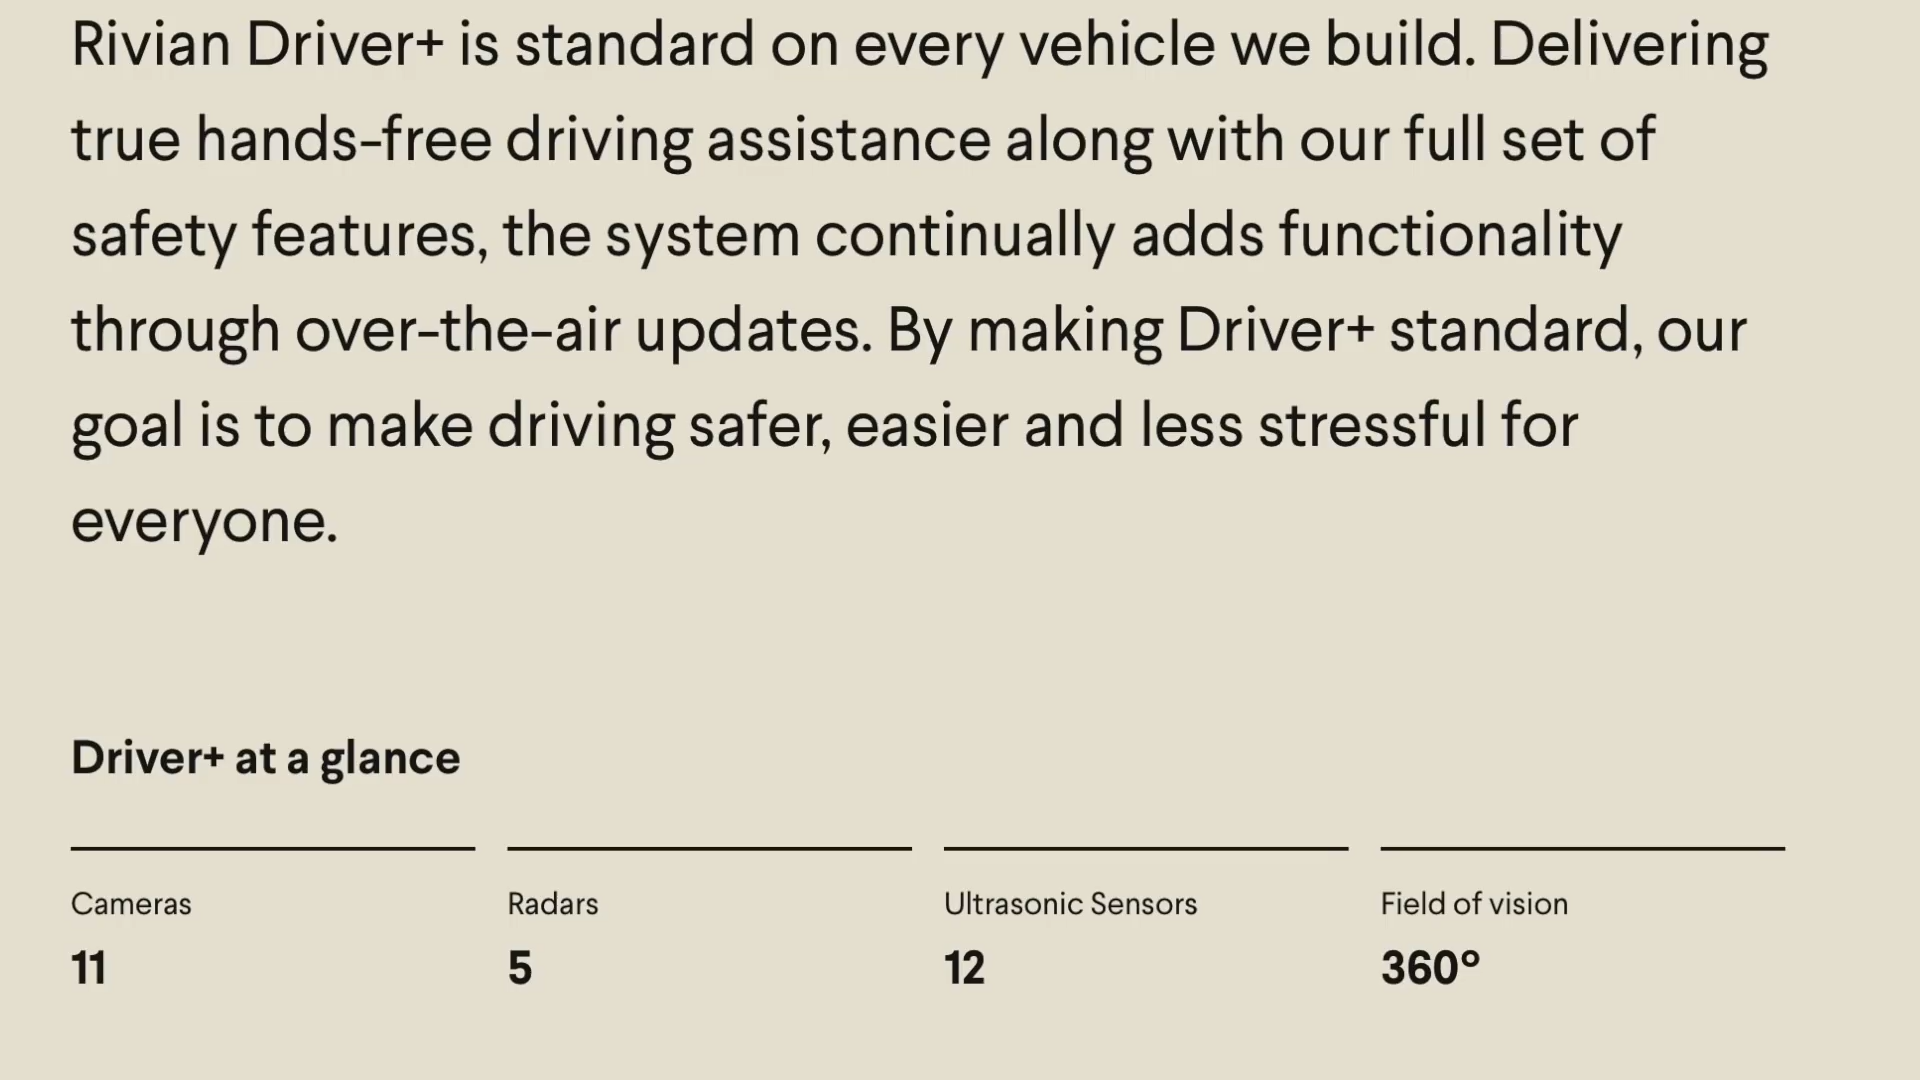 Rivian Driver+ is standard on every vehicle we build. Delivering
true hands-free driving assistance along with our full set of
safety features, the system continually adds functionality
through over-the-air updates. By making Driver+ standard, our
goal is to make driving safer, easier and less stressful for
everyone.
Driver+ at a glance
Cameras
11
Radars
5
Ultrasonic Sensors
12
Field of vision
360°